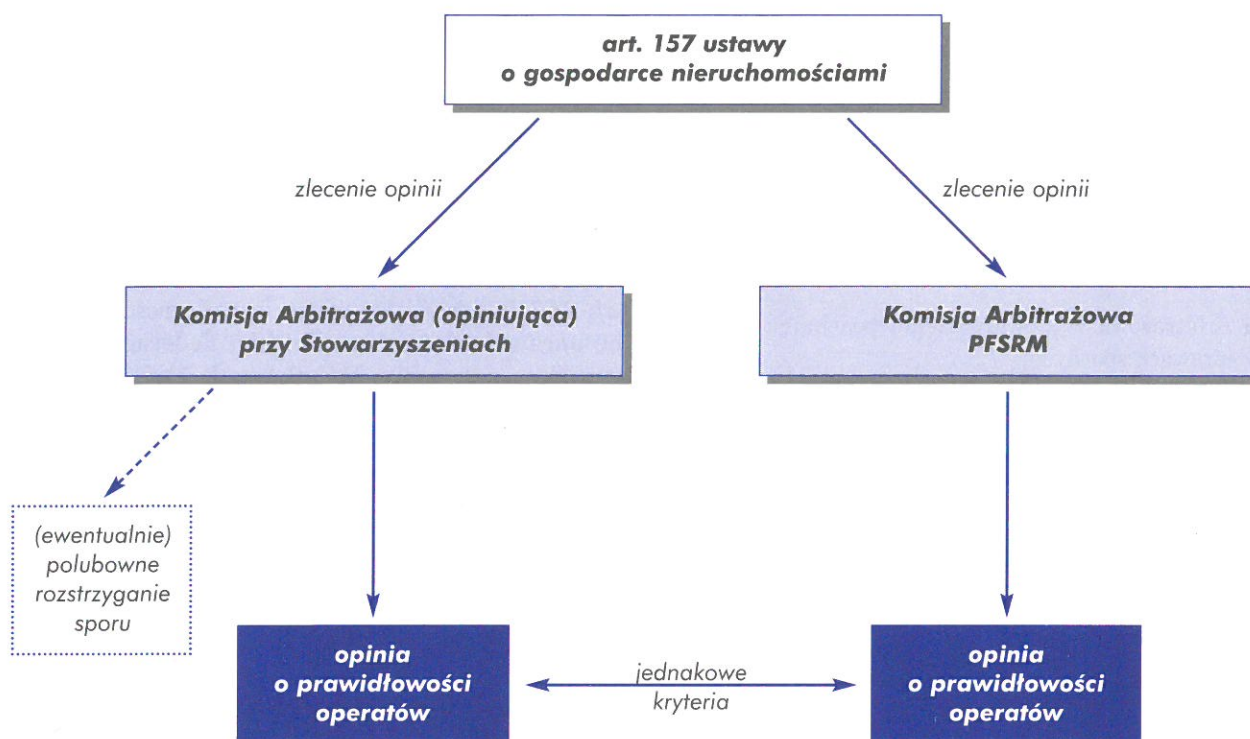 art. 157 ustawy
o gospodarce nieruchomościami
zlecenie opinii
zlecenie opinii
Komisja Arbitrażowa (opiniująca)
przy Stowarzyszeniach
Komisja Arbitrażowa
PFSRM
(ewentualnie)
polubowne
rozstrzyganie
sporu
opinia
o prawidłowości
operatów
jednakowe
kryteria
opinia
o prawidłowości
operatów